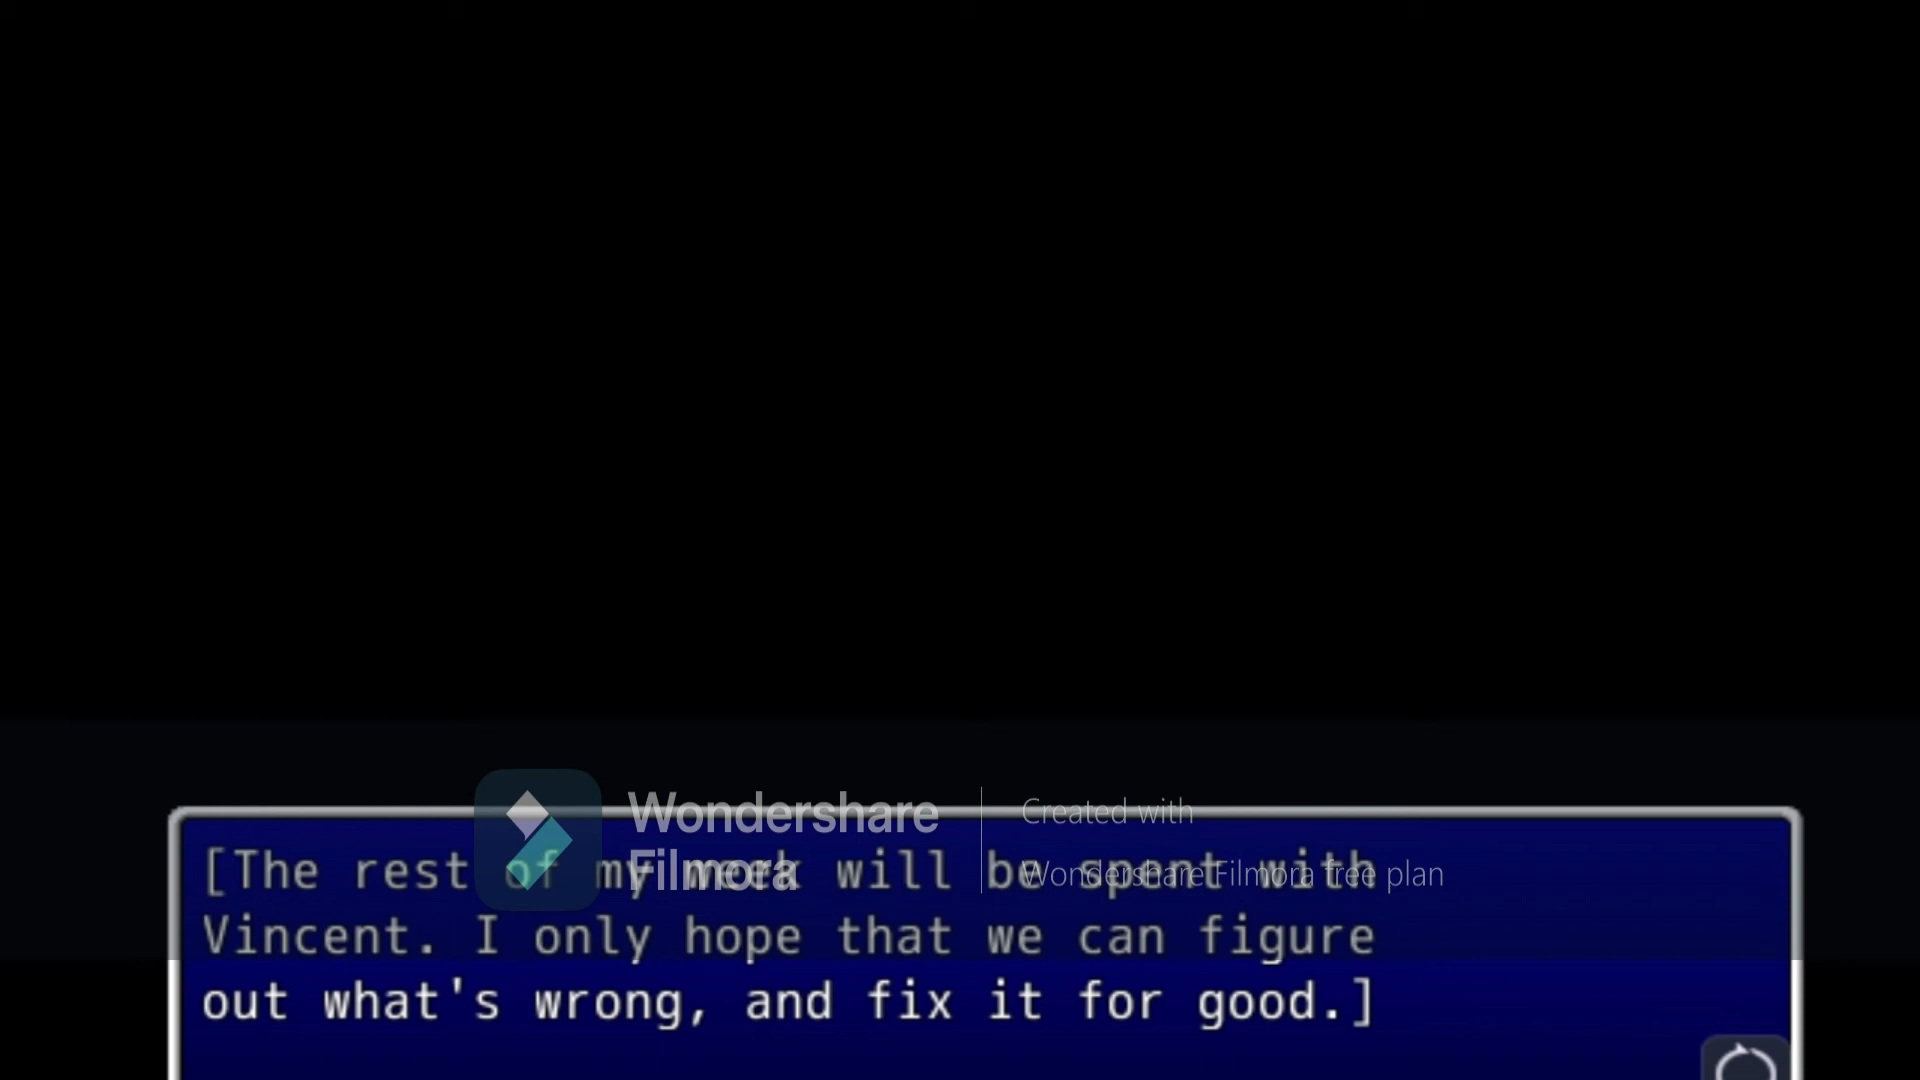 Wondershare
Filmora
Created with
Wondershare Filmora free plan
[The rest of my week will be spent with
Vincent. I only hope that we can figure
out what's wrong, and fix it for good.]